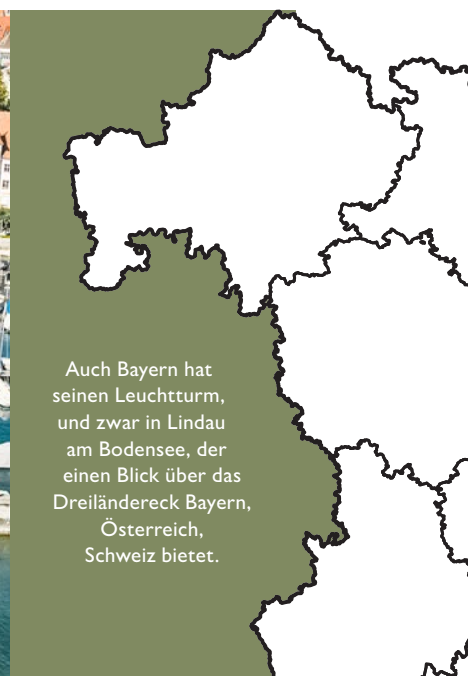 Auch Bayern hat
seinen Leuchtturm,
und zwar in Lindau
am Bodensee, der
einen Blick über das
Dreiländereck Bayern,
Österreich,
Schweiz bietet.